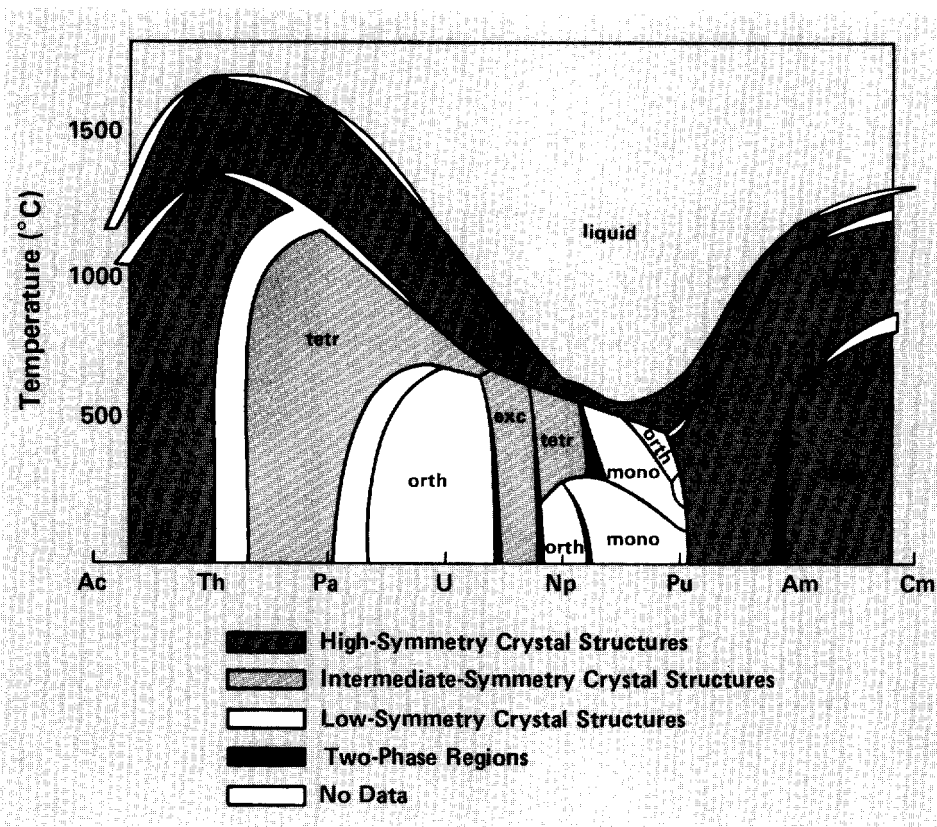 Temperature (°C)
1500
1000
500
liquid
tetr
exc
tetr
orth
orth
mono
orth
mono
Ac Th Pa U Np Pu Am Cm
High-Symmetry Crystal Structures
Intermediate-Symmetry Crystal Structures
Low-Symmetry Crystal Structures
Two-Phase Regions
No Data